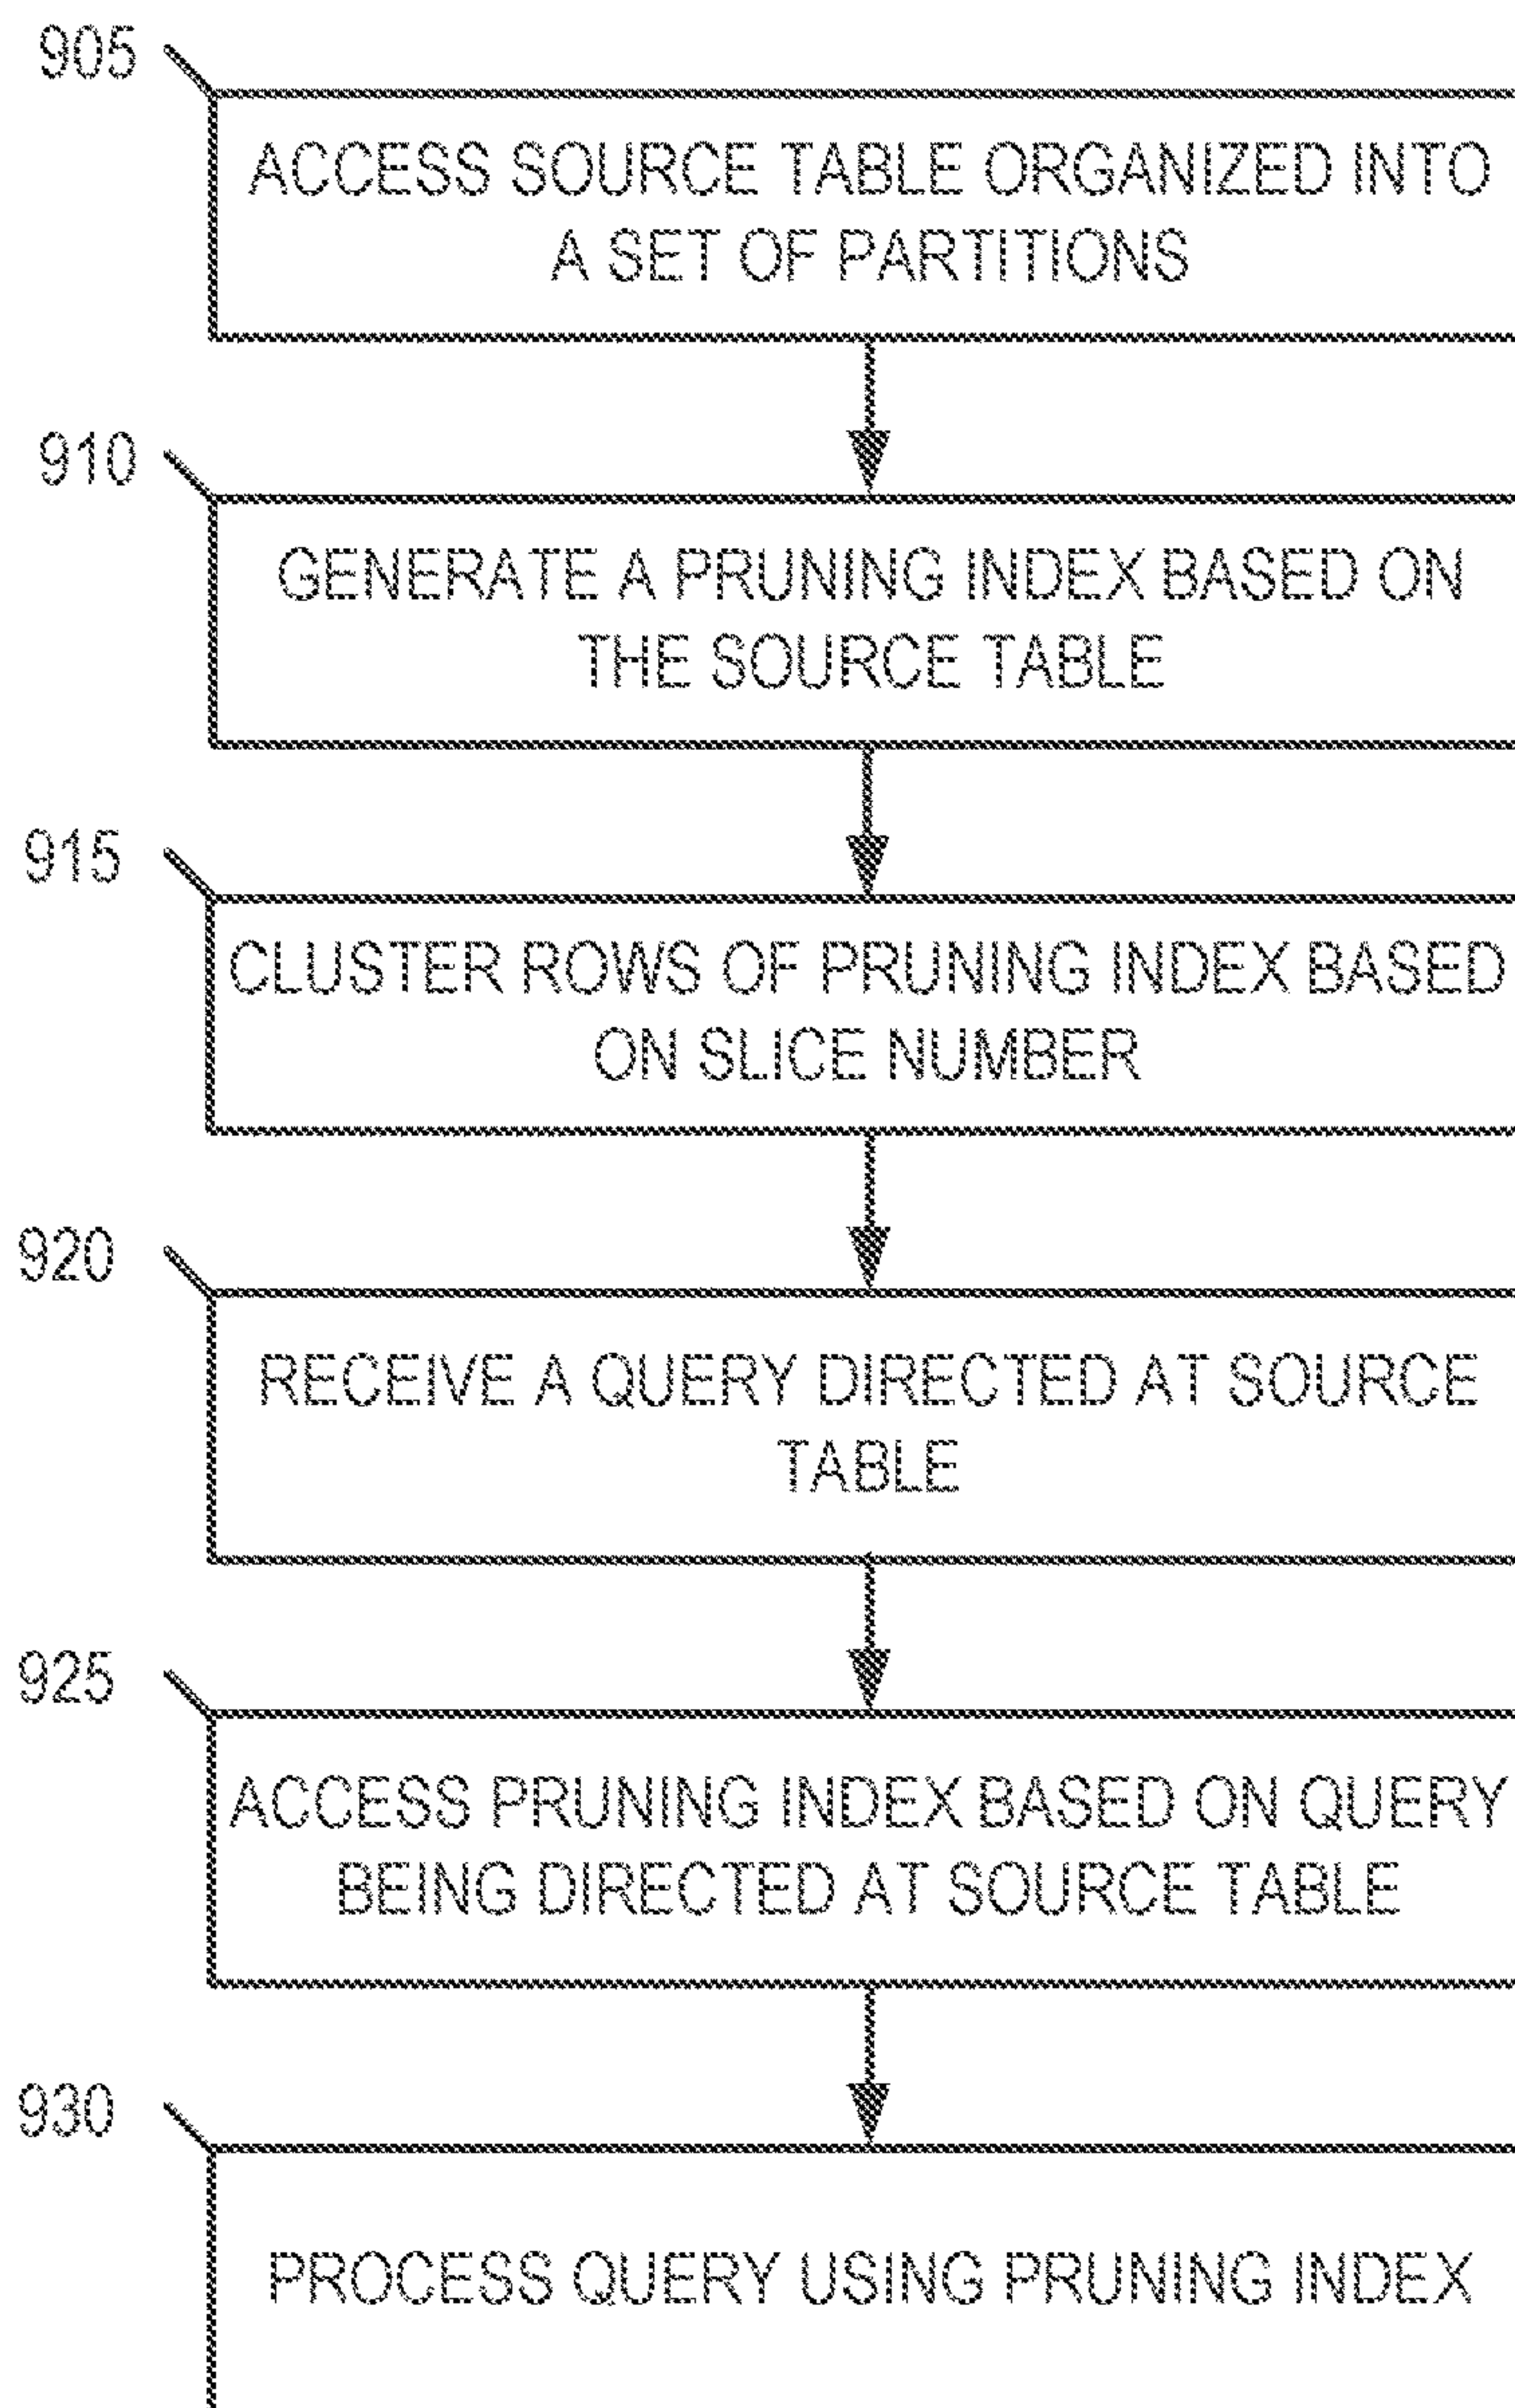 905
ACCESS SOURCE TABLE ORGANIZED INTO
A SET OF PARTITIONS
910
GENERATE A PRUNING INDEX BASED ON
THE SOURCE TABLE
915
CLUSTER ROWS OF PRUNING INDEX BASED
ON SLICE NUMBER
920
RECEIVE A QUERY DIRECTED AT SOURCE
TABLE
925
ACCESS PRUNING INDEX BASED ON QUERY
BEING DIRECTED AT SOURCE TABLE
930
PROCESS QUERY USING PRUNING INDEX